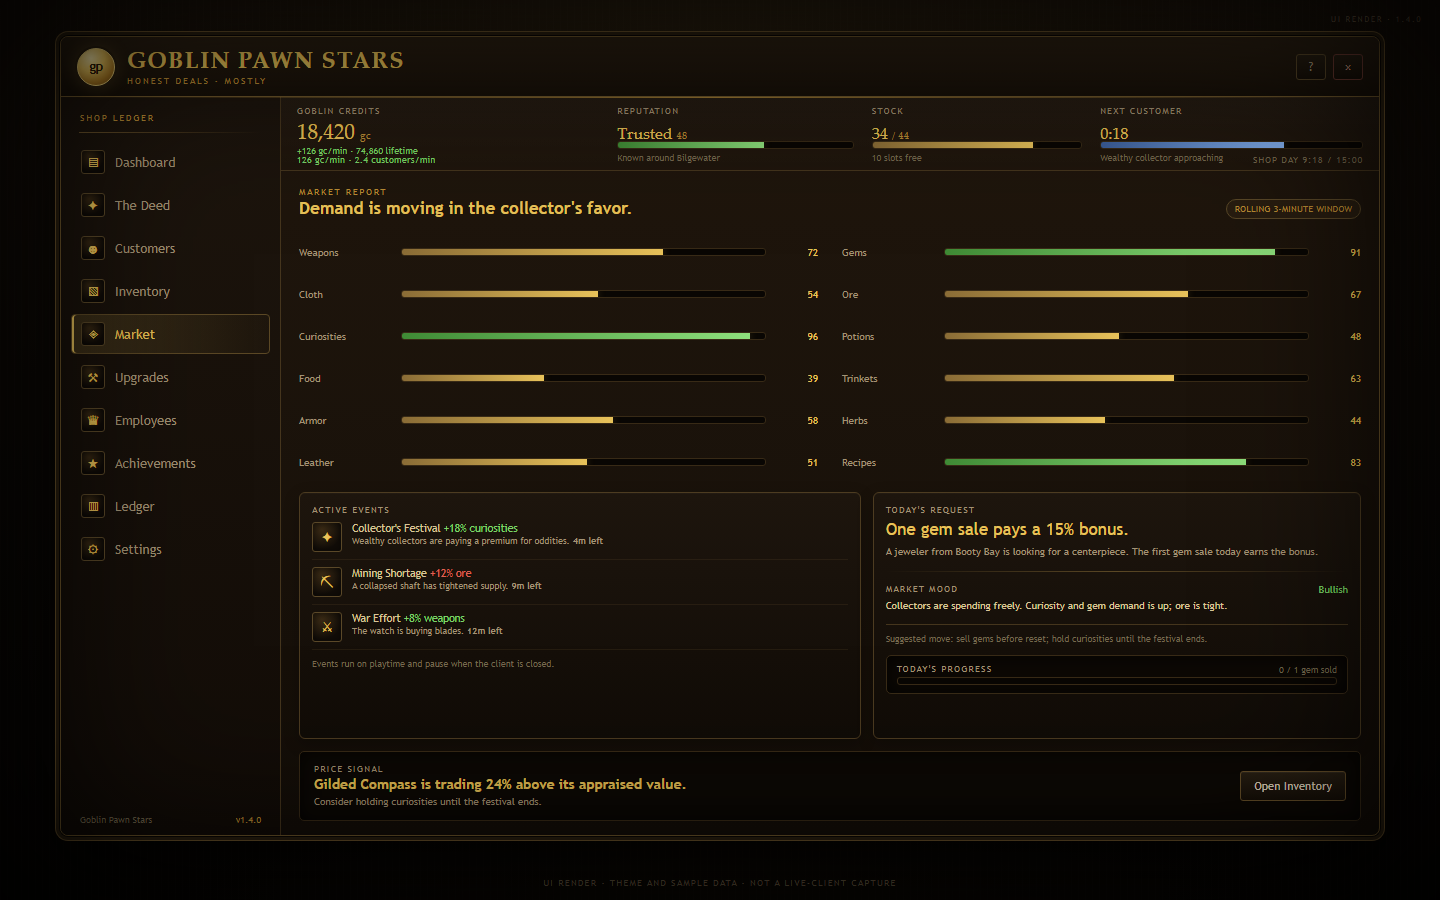 UI RENDER · 1.4.0
gp
GOBLIN PAWN STARS
HONEST DEALS · MOSTLY
?
x
SHOP LEDGER
Dashboard
The Deed
Customers
Inventory
Market
Upgrades
Employees
Achievements
Ledger
Settings
Goblin Pawn Stars
v1.4.0
GOBLIN CREDITS
18,420 gc
+126 gc/min · 74,860 lifetime
126 gc/min · 2.4 customers/min
REPUTATION
Trusted 48
Known around Bilgewater
STOCK
34 / 44
10 slots free
NEXT CUSTOMER
0:18
Wealthy collector approaching
SHOP DAY 9:18 / 15:00
MARKET REPORT
Demand is moving in the collector's favor.
ROLLING 3-MINUTE WINDOW
Weapons 72
Gems 91
Cloth 54
Ore 67
Curiosities 96
Potions 48
Food 39
Trinkets 63
Armor 58
Herbs 44
Leather 51
Recipes 83
ACTIVE EVENTS
Collector's Festival +18% curiosities
Wealthy collectors are paying a premium for oddities. 4m left
Mining Shortage +12% ore
A collapsed shaft has tightened supply. 9m left
War Effort +8% weapons
The watch is buying blades. 12m left
Events run on playtime and pause when the client is closed.
TODAY'S REQUEST
One gem sale pays a 15% bonus.
A jeweler from Booty Bay is looking for a centerpiece. The first gem sale today earns the bonus.
MARKET MOOD
Bullish
Collectors are spending freely. Curiosity and gem demand is up; ore is tight.
Suggested move: sell gems before reset; hold curiosities until the festival ends.
TODAY'S PROGRESS
0 / 1 gem sold
PRICE SIGNAL
Gilded Compass is trading 24% above its appraised value.
Consider holding curiosities until the festival ends.
Open Inventory
UI RENDER · THEME AND SAMPLE DATA · NOT A LIVE-CLIENT CAPTURE